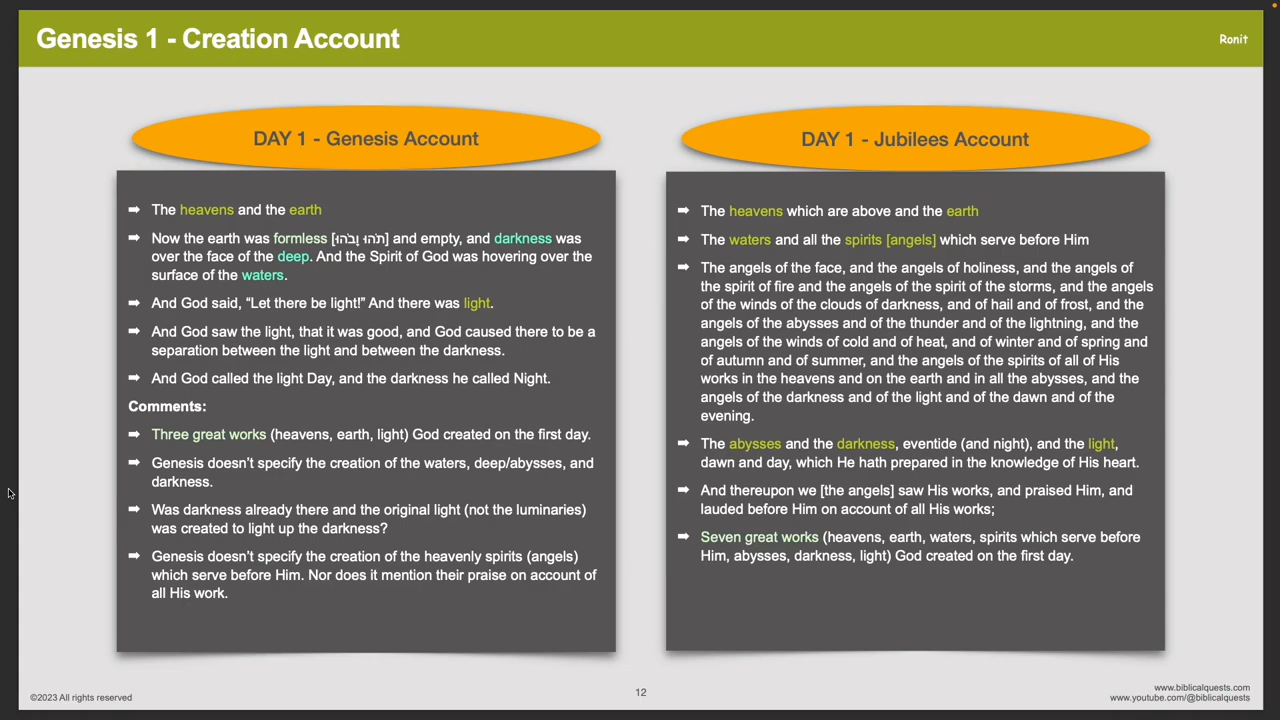 Genesis 1 - Creation Account
Ronit
DAY 1 - Genesis Account
➡ The heavens and the earth
➡ Now the earth was formless [תֹהוּ וָבֹהוּ] and empty, and darkness was
over the face of the deep. And the Spirit of God was hovering over the
surface of the waters.
➡ And God said, “Let there be light!” And there was light.
➡ And God saw the light, that it was good, and God caused there to be a
separation between the light and between the darkness.
➡ And God called the light Day, and the darkness he called Night.
Comments:
➡ Three great works (heavens, earth, light) God created on the first day.
➡ Genesis doesn’t specify the creation of the waters, deep/abysses, and
darkness.
➡ Was darkness already there and the original light (not the luminaries)
was created to light up the darkness?
➡ Genesis doesn’t specify the creation of the heavenly spirits (angels)
which serve before Him. Nor does it mention their praise on account of
all His work.
DAY 1 - Jubilees Account
➡ The heavens which are above and the earth
➡ The waters and all the spirits [angels] which serve before Him
➡ The angels of the face, and the angels of holiness, and the angels of
the spirit of fire and the angels of the spirit of the storms, and the angels
of the winds of the clouds of darkness, and of hail and of frost, and the
angels of the abysses and of the thunder and of the lightning, and the
angels of the winds of cold and of heat, and of winter and of spring and
of autumn and of summer, and the angels of the spirits of all of His
works in the heavens and on the earth and in all the abysses, and the
angels of the darkness and of the light and of the dawn and of the
evening.
➡ The abysses and the darkness, eventide (and night), and the light,
dawn and day, which He hath prepared in the knowledge of His heart.
➡ And thereupon we [the angels] saw His works, and praised Him, and
lauded before Him on account of all His works;
➡ Seven great works (heavens, earth, waters, spirits which serve before
Him, abysses, darkness, light) God created on the first day.
©2023 All rights reserved
12
www.biblicalquests.com
www.youtube.com/@biblicalquests